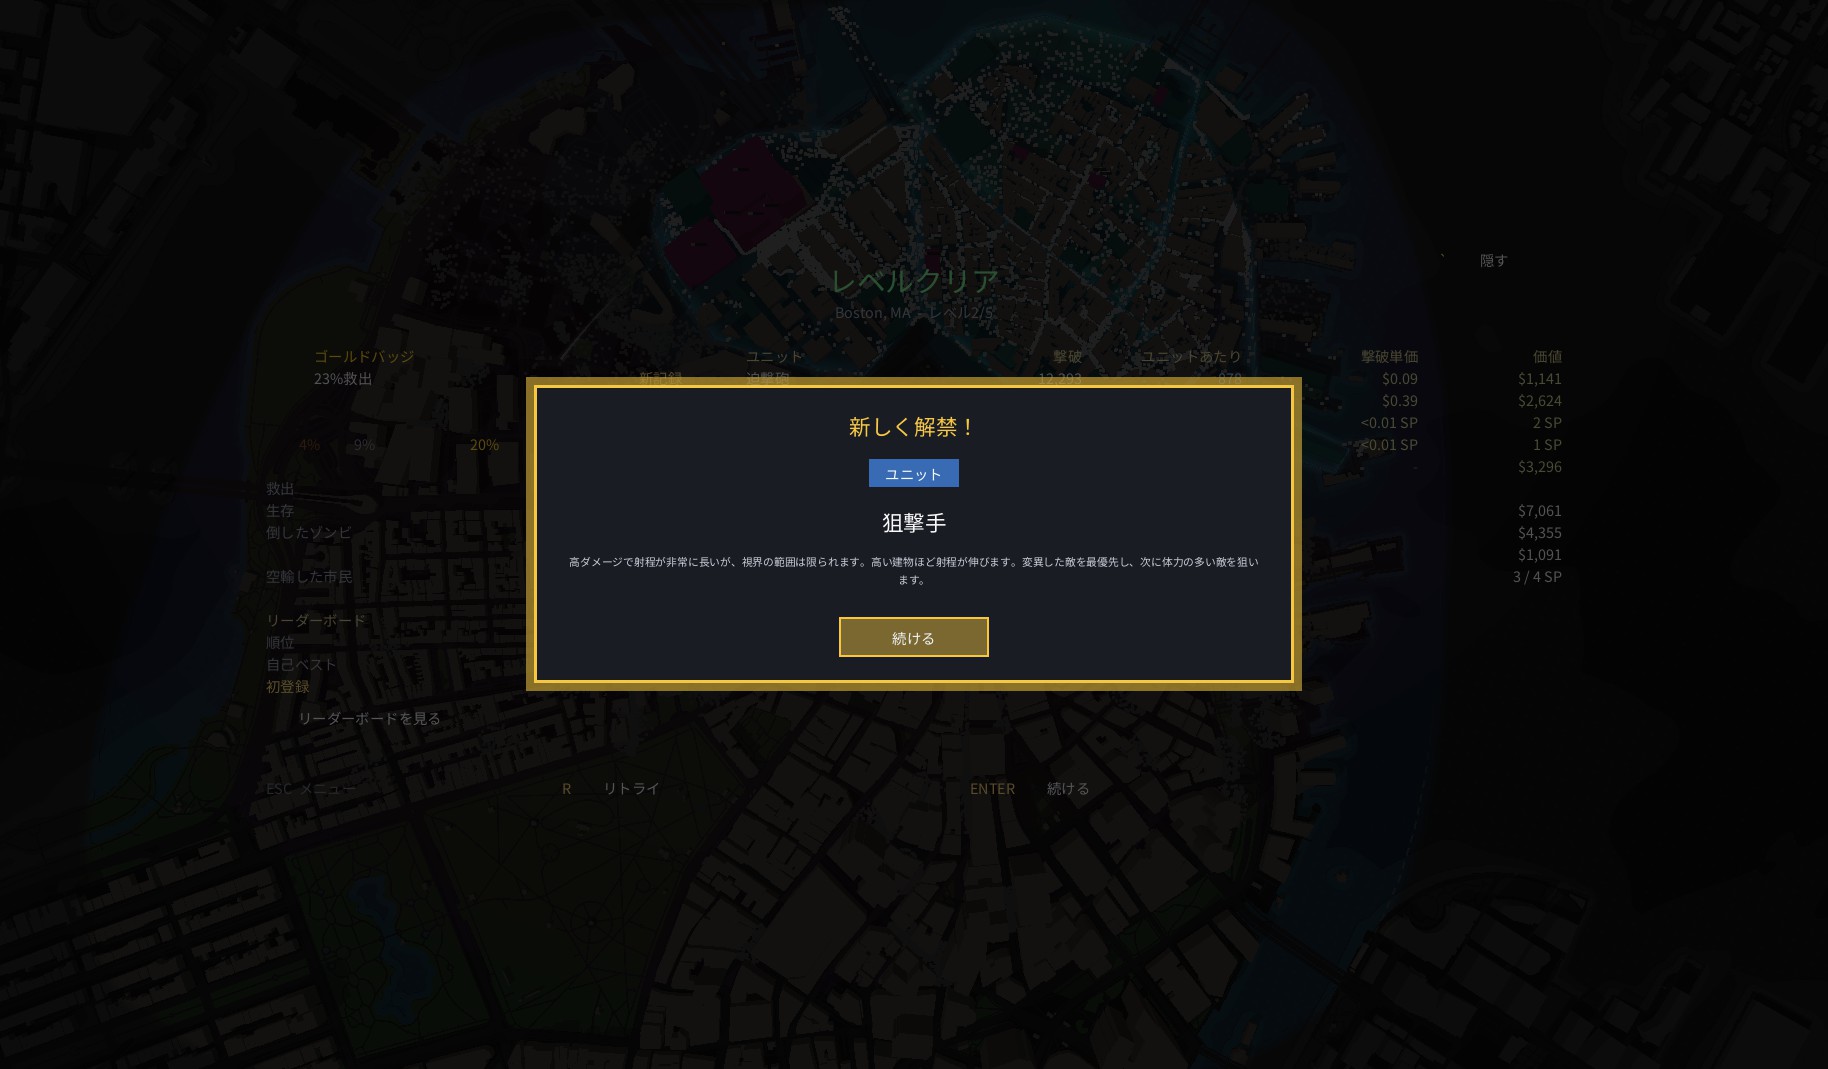 ` 隠す
レベルクリア
Boston, MA - レベル2/5
ゴールドバッジ ユニット 撃破 ユニットあたり 撃破単価 価値
23%救出 新記録 迫撃砲 12,293 878 $0.09 $1,141
$0.39 $2,624
<0.01 SP 2 SP
4% 9% 20% <0.01 SP 1 SP
- $3,296
救出
生存 $7,061
倒したゾンビ $4,355
$1,091
空輸した市民 3 / 4 SP
リーダーボード
順位
自己ベスト
初登録
リーダーボードを見る
ESC メニュー R リトライ ENTER 続ける
新しく解禁！
ユニット
狙撃手
高ダメージで射程が非常に長いが、視界の範囲は限られます。高い建物ほど射程が伸びます。変異した敵を最優先し、次に体力の多い敵を狙い
ます。
続ける